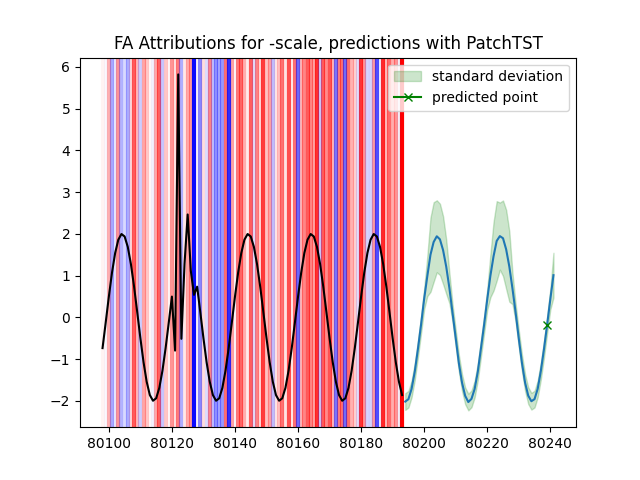 FA Attributions for -scale, predictions with PatchTST
standard deviation
predicted point
6
5
4
3
2
1
0
−1
−2
80100 80120 80140 80160 80180 80200 80220 80240